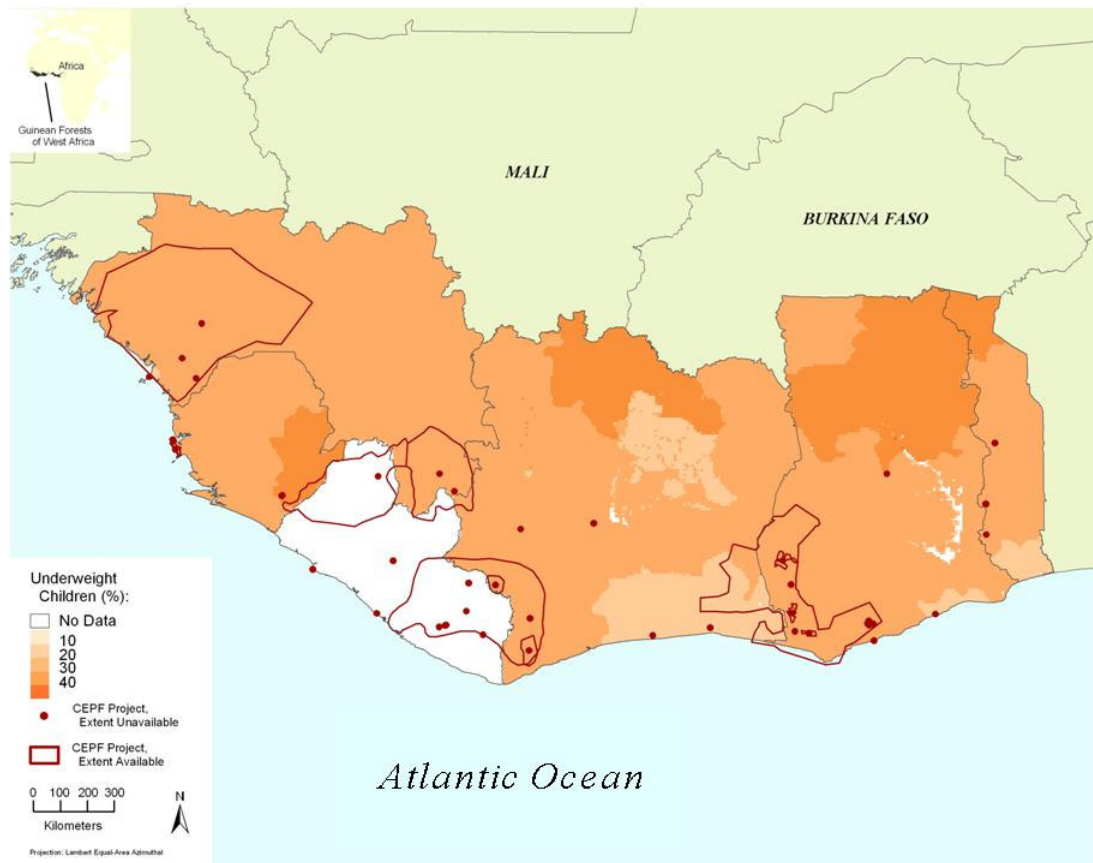 Africa
Guinean Forests
of West Africa
MALI
BURKINA FASO
Underweight
Children (%):
No Data
10
20
30
40
CEPF Project,
Extent Unavailable
CEPF Project,
Extent Available
0 100 200 300
Kilometers
N
Projection: Lambert Equal-Area Azimuthal
Atlantic Ocean